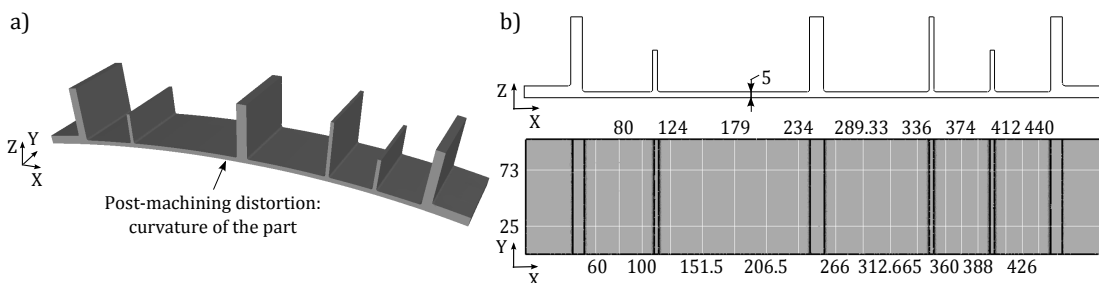 a)
Z
Y
X
Post-machining distortion:
curvature of the part
b)
5
Z
X
80 124 179 234 289.33 336 374 412 440
73
25
Y
X
60 100 151.5 206.5 266 312.665 360 388 426